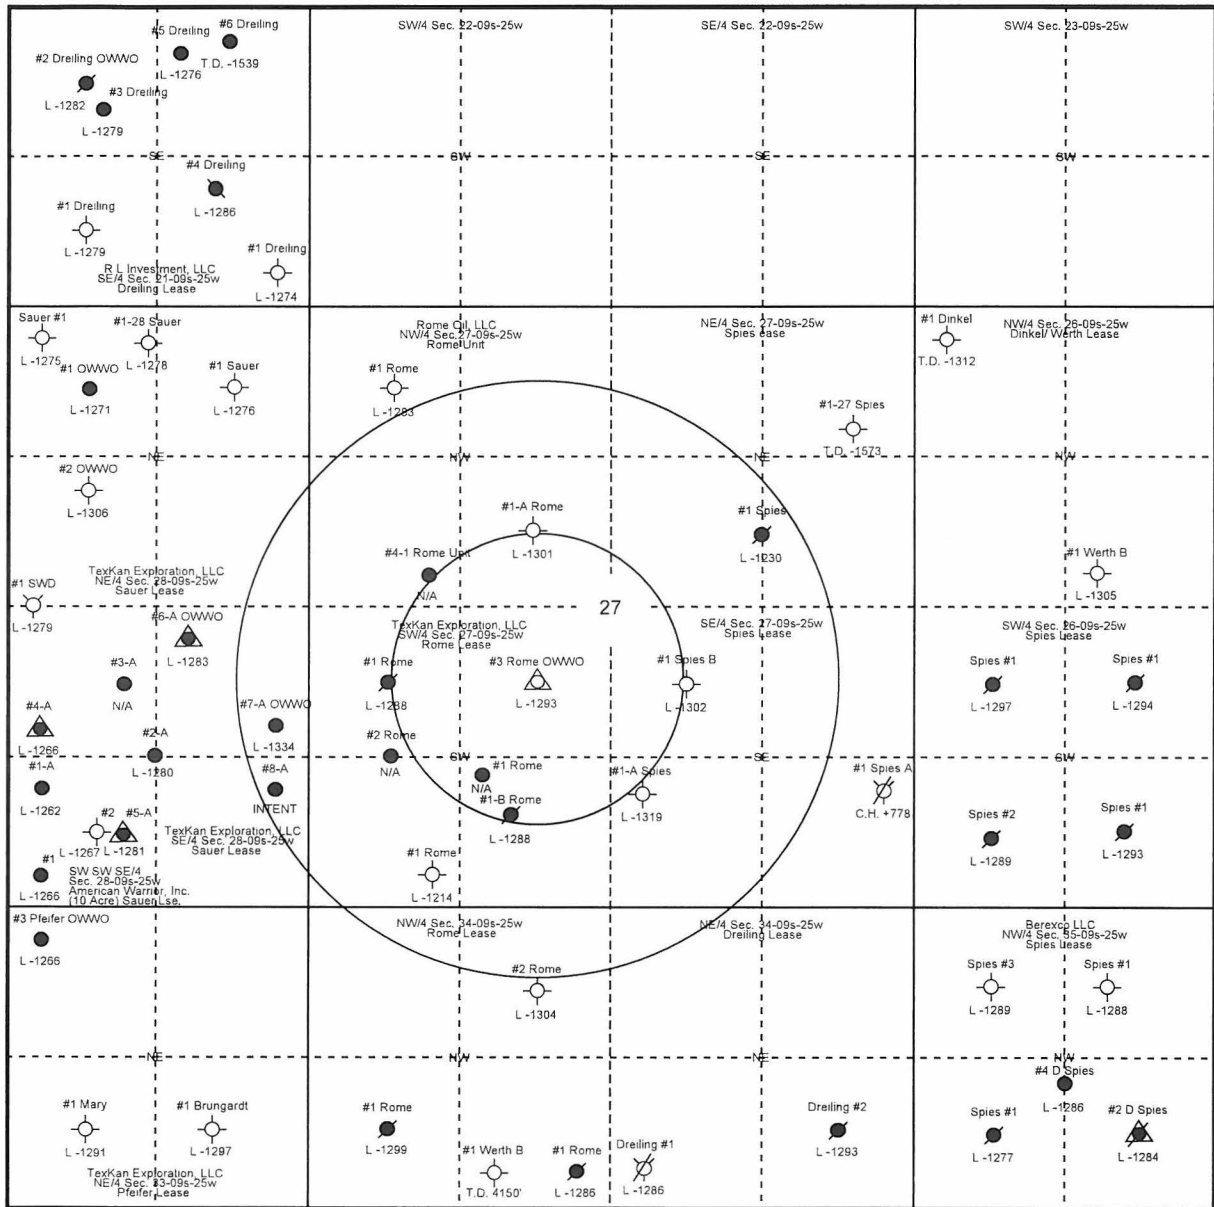 #5 Dreiling
L -1276
#6 Dreiling
T.D. -1539
#2 Dreiling OWWO
L -1282
#3 Dreiling
L -1279
SE
#4 Dreiling
L -1286
#1 Dreiling
L -1279
#1 Dreiling
L -1274
R L Investment, LLC
SE/4 Sec. 21-09s-25w
Dreiling Lease
SW/4 Sec. 22-09s-25w
SW
SE/4 Sec. 22-09s-25w
SE
SW/4 Sec. 23-09s-25w
SW
Sauer #1
L -1275
#1-28 Sauer
L -1278
#1 OWWO
L -1271
#1 Sauer
L -1276
NE
#2 OWWO
L -1306
TexKan Exploration, LLC
NE/4 Sec. 28-09s-25w
Sauer Lease
#1 SWD
L -1279
Rome Oil, LLC
NW/4 Sec.27-09s-25w
Rome Unit
#1 Rome
L -1283
NW
#1-A Rome
L -1301
#4-1 Rome Unit
N/A
NE/4 Sec. 27-09s-25w
Spies ease
#1-27 Spies
T.D. -1573
NE
#1 Spies
L -1230
27
NW/4 Sec. 26-09s-25w
Dinkel/ Werth Lease
#1 Dinkel
T.D. -1312
NW
#1 Werth B
L -1305
#6-A OWWO
L -1283
#3-A
N/A
#4-A
L -1266
#2-A
L -1280
#7-A OWWO
L -1334
#1-A
L -1262
#8-A
INTENT
#2
L -1267
#5-A
L -1281
TexKan Exploration, LLC
SE/4 Sec. 28-09s-25w
Sauer Lease
#1
L -1266
SW SW SE/4
Sec. 28-09s-25w
American Warrior, Inc.
(10 Acre) Sauer Lse.
TexKan Exploration, LLC
SW/4 Sec. 27-09s-25w
Rome Lease
#1 Rome
L -1288
#3 Rome OWWO
L -1293
#2 Rome
N/A
SW
#1 Rome
N/A
#1-B Rome
L -1288
#1 Rome
L -1214
SE/4 Sec. 27-09s-25w
Spies Lease
#1 Spies B
L -1302
SE
#1-A Spies
L -1319
#1 Spies A
C.H. +778
SW/4 Sec. 26-09s-25w
Spies Lease
Spies #1
L -1297
Spies #1
L -1294
Spies #2
L -1289
Spies #1
L -1293
#3 Pfeifer OWWO
L -1266
NE
#1 Mary
L -1291
#1 Brungardt
L -1297
TexKan Exploration, LLC
NE/4 Sec. 33-09s-25w
Pfeifer Lease
NW/4 Sec. 34-09s-25w
Rome Lease
#2 Rome
L -1304
NW
#1 Rome
L -1299
#1 Werth B
T.D. 4150'
#1 Rome
L -1286
NE/4 Sec. 34-09s-25w
Dreiling Lease
NE
Dreiling #1
L -1286
Dreiling #2
L -1293
Berexco LLC
NW/4 Sec. 35-09s-25w
Spies Lease
Spies #3
L -1289
Spies #1
L -1288
NW
#4 D Spies
L -1286
Spies #1
L -1277
#2 D Spies
L -1284